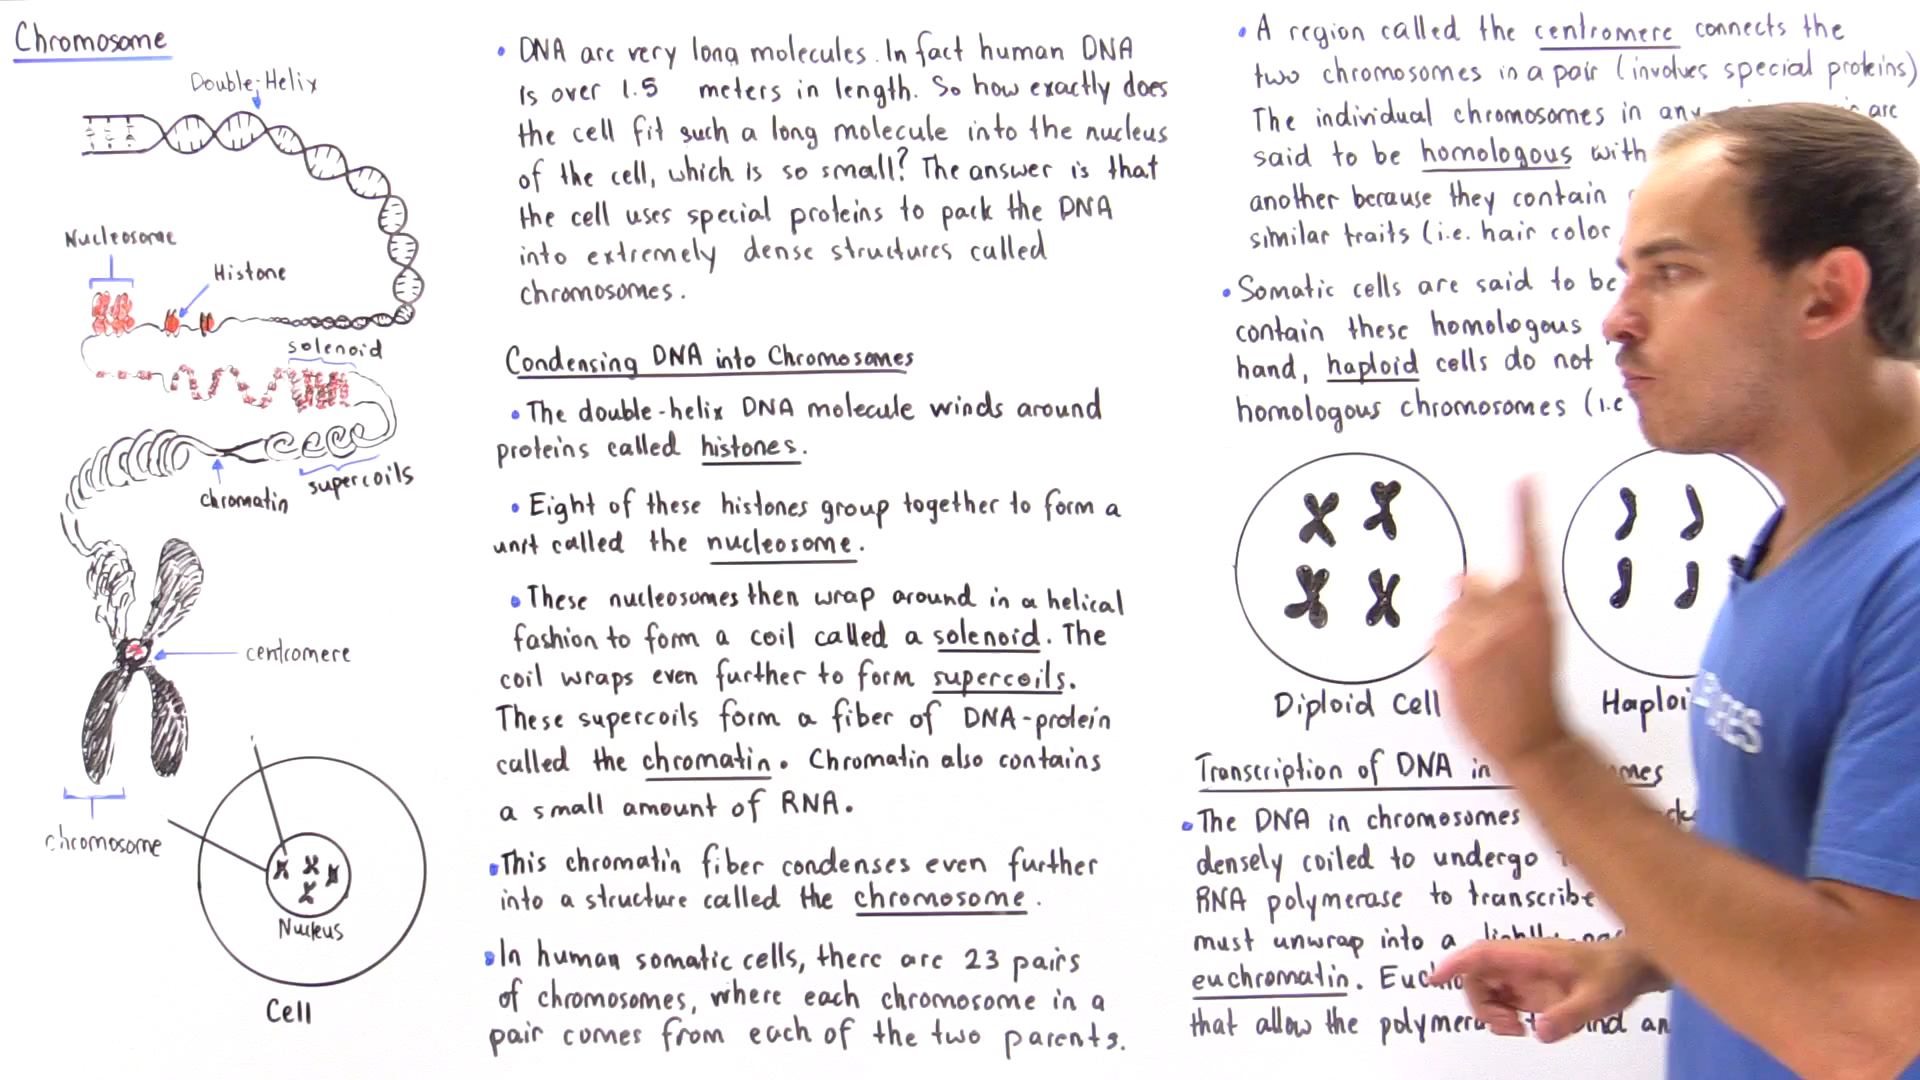 Chromosome
Double-Helix
Nucleosome
Histone
solenoid
supercoils
chromatin
centromere
chromosome
Nucleus
Cell
• DNA are very long molecules. In fact human DNA
is over 1.5 meters in length. So how exactly does
the cell fit such a long molecule into the nucleus
of the cell, which is so small? The answer is that
the cell uses special proteins to pack the DNA
into extremely dense structures called
chromosomes.
Condensing DNA into Chromosomes
• The double-helix DNA molecule winds around
proteins called histones.
• Eight of these histones group together to form a
unit called the nucleosome.
• These nucleosomes then wrap around in a helical
fashion to form a coil called a solenoid. The
coil wraps even further to form supercoils.
These supercoils form a fiber of DNA-protein
called the chromatin. Chromatin also contains
a small amount of RNA.
• This chromatin fiber condenses even further
into a structure called the chromosome.
• In human somatic cells, there are 23 pairs
of chromosomes, where each chromosome in a
pair comes from each of the two parents.
• A region called the centromere connects the
two chromosomes in a pair (involves special proteins)
The individual chromosomes in any are
said to be homologous with
another because they contain
similar traits (i.e. hair color
• Somatic cells are said to be
contain these homologous
hand, haploid cells do not
homologous chromosomes (i.e
Diploid Cell
Haploi
Transcription of DNA in mes
• The DNA in chromosomes
densely coiled to undergo
RNA polymerase to transcribe
must unwrap into a lightly-pac
euchromatin. Euchro
that allow the polymera bind an